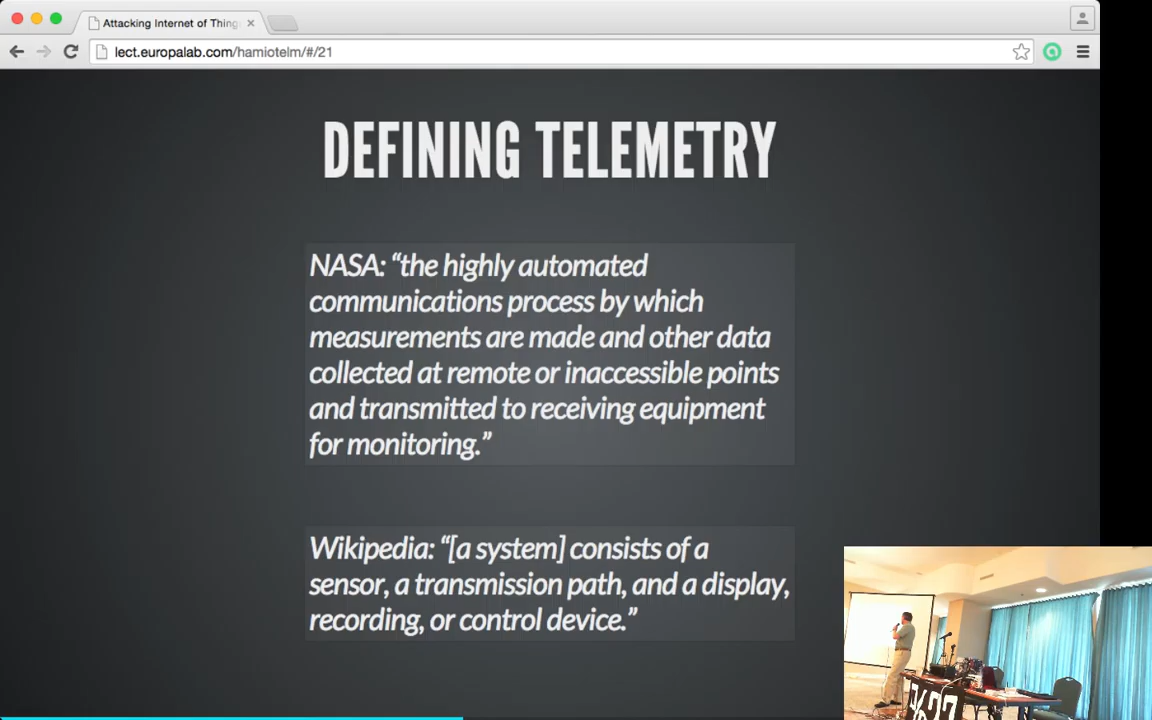 Attacking Internet of Thing
lect.europalab.com/hamiotelm/#/21
DEFINING TELEMETRY
NASA: “the highly automated
communications process by which
measurements are made and other data
collected at remote or inaccessible points
and transmitted to receiving equipment
for monitoring.”
Wikipedia: “[a system] consists of a
sensor, a transmission path, and a display,
recording, or control device.”